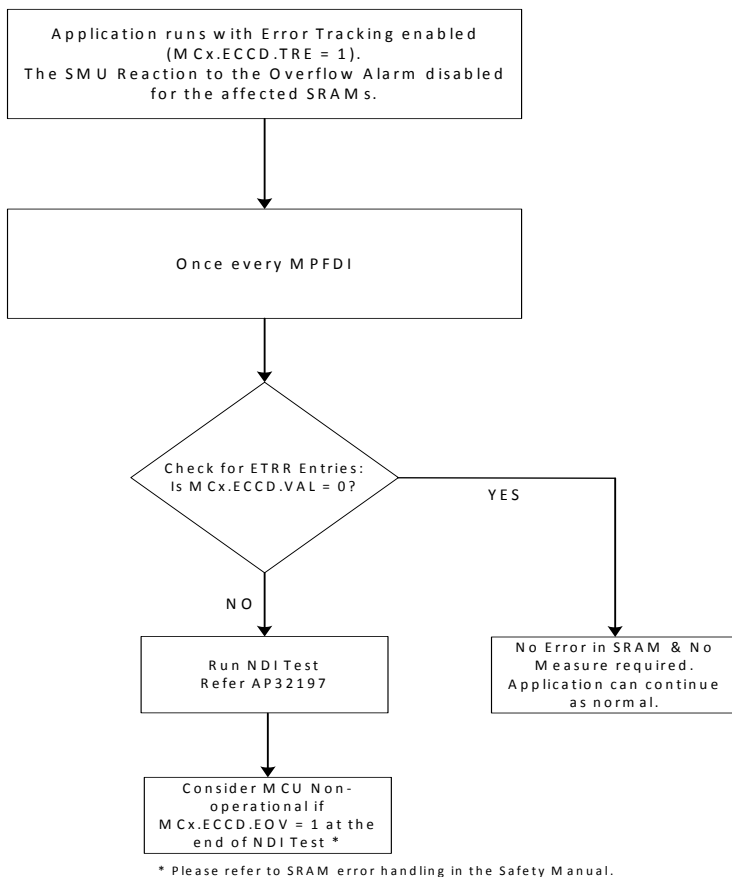 Application runs with Error Tracking enabled
(MCx.ECCD.TRE = 1).
The SMU Reaction to the Overflow Alarm disabled
for the affected SRAMs.
Once every MPFDI
Check for ETRR Entries:
Is MCx.ECCD.VAL = 0?
YES
NO
Run NDI Test
Refer AP32197
No Error in SRAM & No
Measure required.
Application can continue
as normal.
Consider MCU Non-
operational if
MCx.ECCD.EOV = 1 at the
end of NDI Test *
* Please refer to SRAM error handling in the Safety Manual.